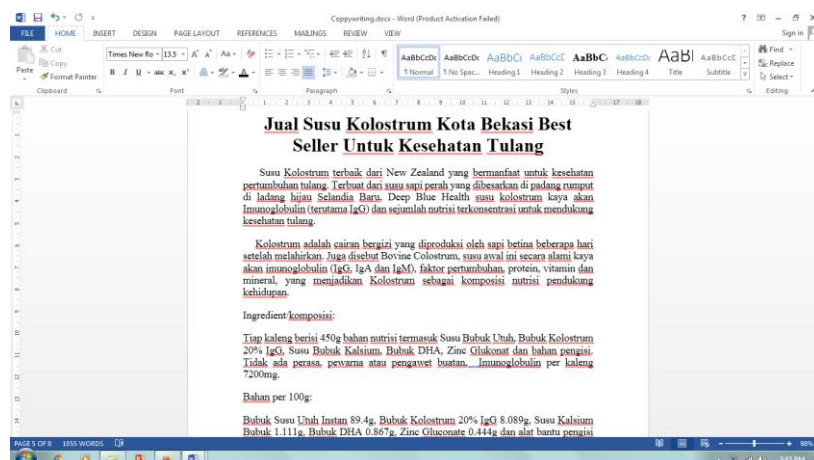 Coppywriting.docx - Word (Product Activation Failed)
FILE HOME INSERT DESIGN PAGE LAYOUT REFERENCES MAILINGS REVIEW VIEW Sign in
Cut
Copy
Paste
Format Painter
Clipboard
Times New Ro 13.5
Font
Paragraph
AaBbCcDc AaBbCcDc AaBbCc AaBbCcC AaBbC AaBbCcDc AaBl AaBbCcC
¶ Normal ¶ No Spac... Heading 1 Heading 2 Heading 3 Heading 4 Title Subtitle
Styles
Find
Replace
Select
Editing
Jual Susu Kolostrum Kota Bekasi Best
Seller Untuk Kesehatan Tulang
Susu Kolostrum terbaik dari New Zealand yang bermanfaat untuk kesehatan
pertumbuhan tulang. Terbuat dari susu sapi perah yang dibesarkan di padang rumput
di ladang hijau Selandia Baru, Deep Blue Health susu kolostrum kaya akan
Imunoglobulin (terutama IgG) dan sejumlah nutrisi terkonsentrasi untuk mendukung
kesehatan tulang.
Kolostrum adalah cairan bergizi yang diproduksi oleh sapi betina beberapa hari
setelah melahirkan. Juga disebut Bovine Colostrum, susu awal ini secara alami kaya
akan imunoglobulin (IgG, IgA dan IgM), faktor pertumbuhan, protein, vitamin dan
mineral, yang menjadikan Kolostrum sebagai komposisi nutrisi pendukung
kehidupan.
Ingredient/komposisi:
Tiap kaleng berisi 450g bahan nutrisi termasuk Susu Bubuk Utuh, Bubuk Kolostrum
20% IgG, Susu Bubuk Kalsium, Bubuk DHA, Zinc Glukonat dan bahan pengisi.
Tidak ada perasa, pewarna atau pengawet buatan. Imunoglobulin per kaleng
7200mg.
Bahan per 100g:
Bubuk Susu Utuh Instan 89.4g, Bubuk Kolostrum 20% IgG 8.089g, Susu Kalsium
Bubuk 1.111g, Bubuk DHA 0.867g, Zinc Gluconate 0.444g dan alat bantu pengisi
PAGE 5 OF 8 1055 WORDS 98%
3:43 PM